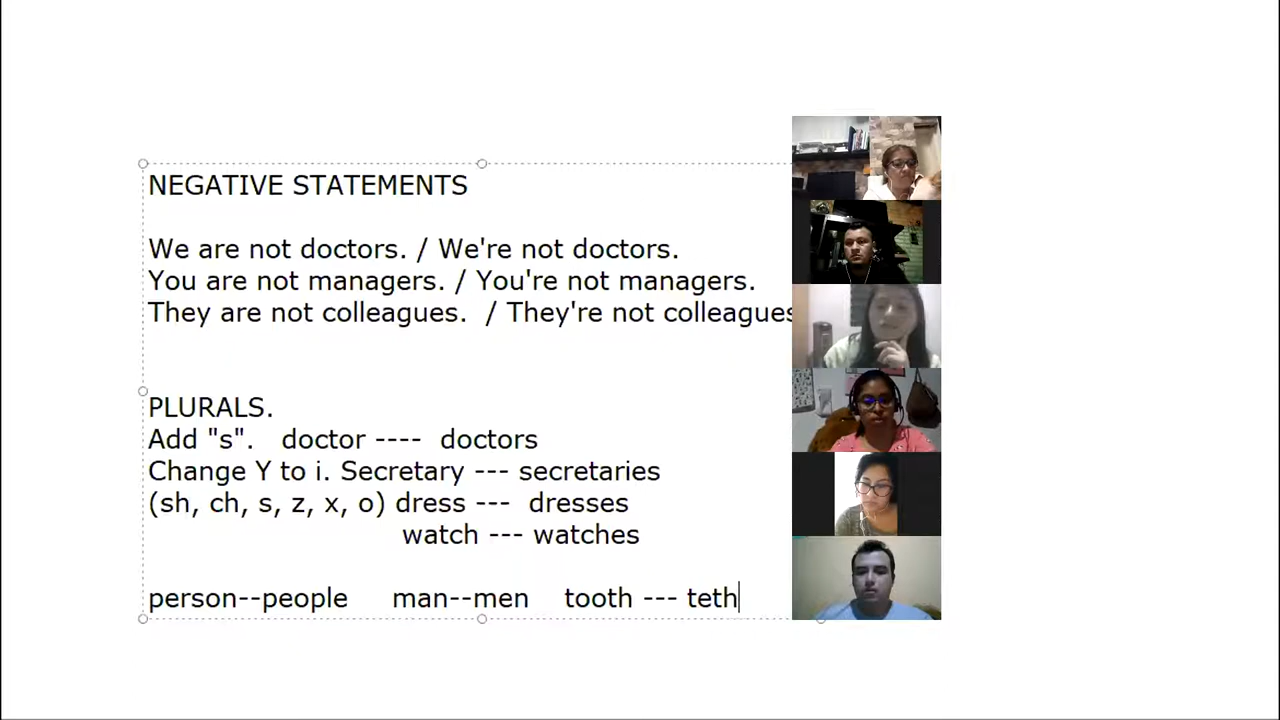 NEGATIVE STATEMENTS
We are not doctors. / We're not doctors.
You are not managers. / You're not managers.
They are not colleagues.  / They're not colleagues
PLURALS.
Add "s".   doctor ----  doctors
Change Y to i. Secretary --- secretaries
(sh, ch, s, z, x, o) dress ---  dresses
watch --- watches
person--people     man--men    tooth --- teth